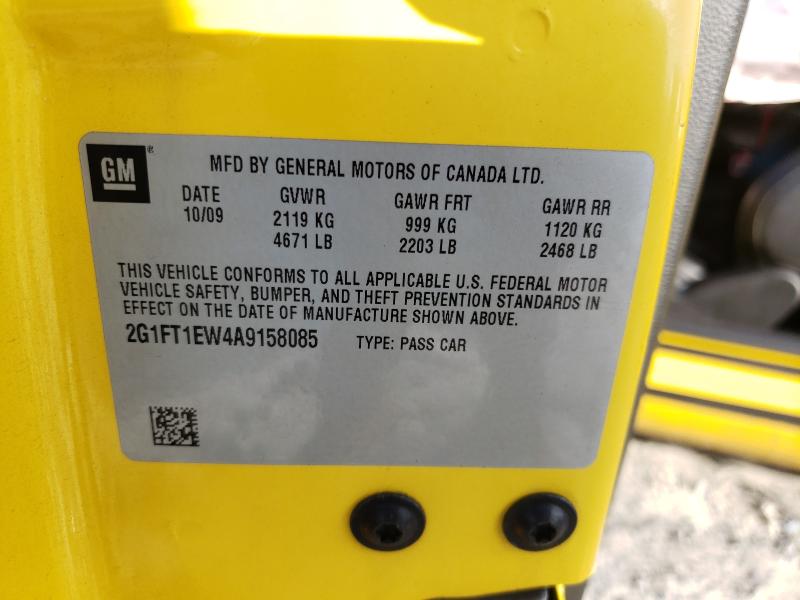 GM®
MFD BY GENERAL MOTORS OF CANADA LTD.
DATE GVWR GAWR FRT GAWR RR
10/09 2119 KG 999 KG 1120 KG
4671 LB 2203 LB 2468 LB
THIS VEHICLE CONFORMS TO ALL APPLICABLE U.S. FEDERAL MOTOR
VEHICLE SAFETY, BUMPER, AND THEFT PREVENTION STANDARDS IN
EFFECT ON THE DATE OF MANUFACTURE SHOWN ABOVE.
2G1FT1EW4A9158085 TYPE: PASS CAR